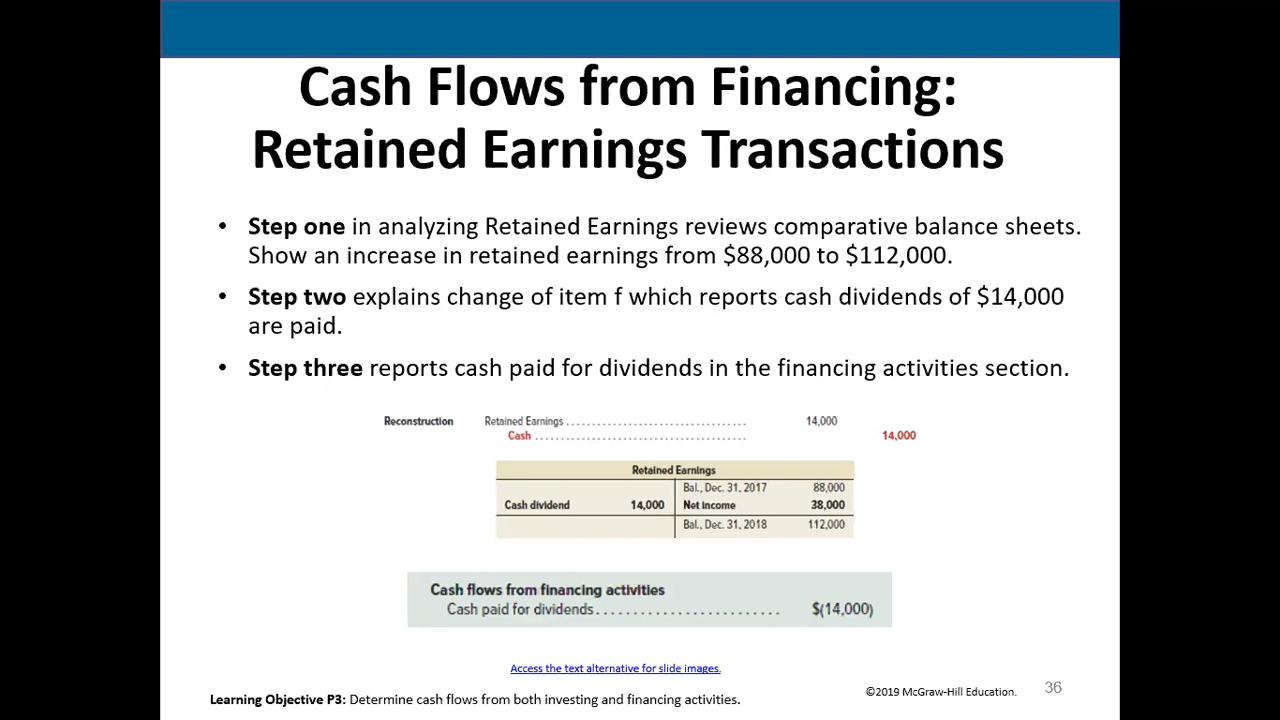 Cash Flows from Financing:
Retained Earnings Transactions
• Step one in analyzing Retained Earnings reviews comparative balance sheets.
Show an increase in retained earnings from $88,000 to $112,000.
• Step two explains change of item f which reports cash dividends of $14,000
are paid.
• Step three reports cash paid for dividends in the financing activities section.
Reconstruction Retained Earnings 14,000
Cash 14,000
Retained Earnings
Bal., Dec. 31, 2017 88,000
Cash dividend 14,000 Net income 38,000
Bal., Dec. 31, 2018 112,000
Cash flows from financing activities
Cash paid for dividends $(14,000)
Access the text alternative for slide images.
Learning Objective P3: Determine cash flows from both investing and financing activities.
©2019 McGraw-Hill Education. 36